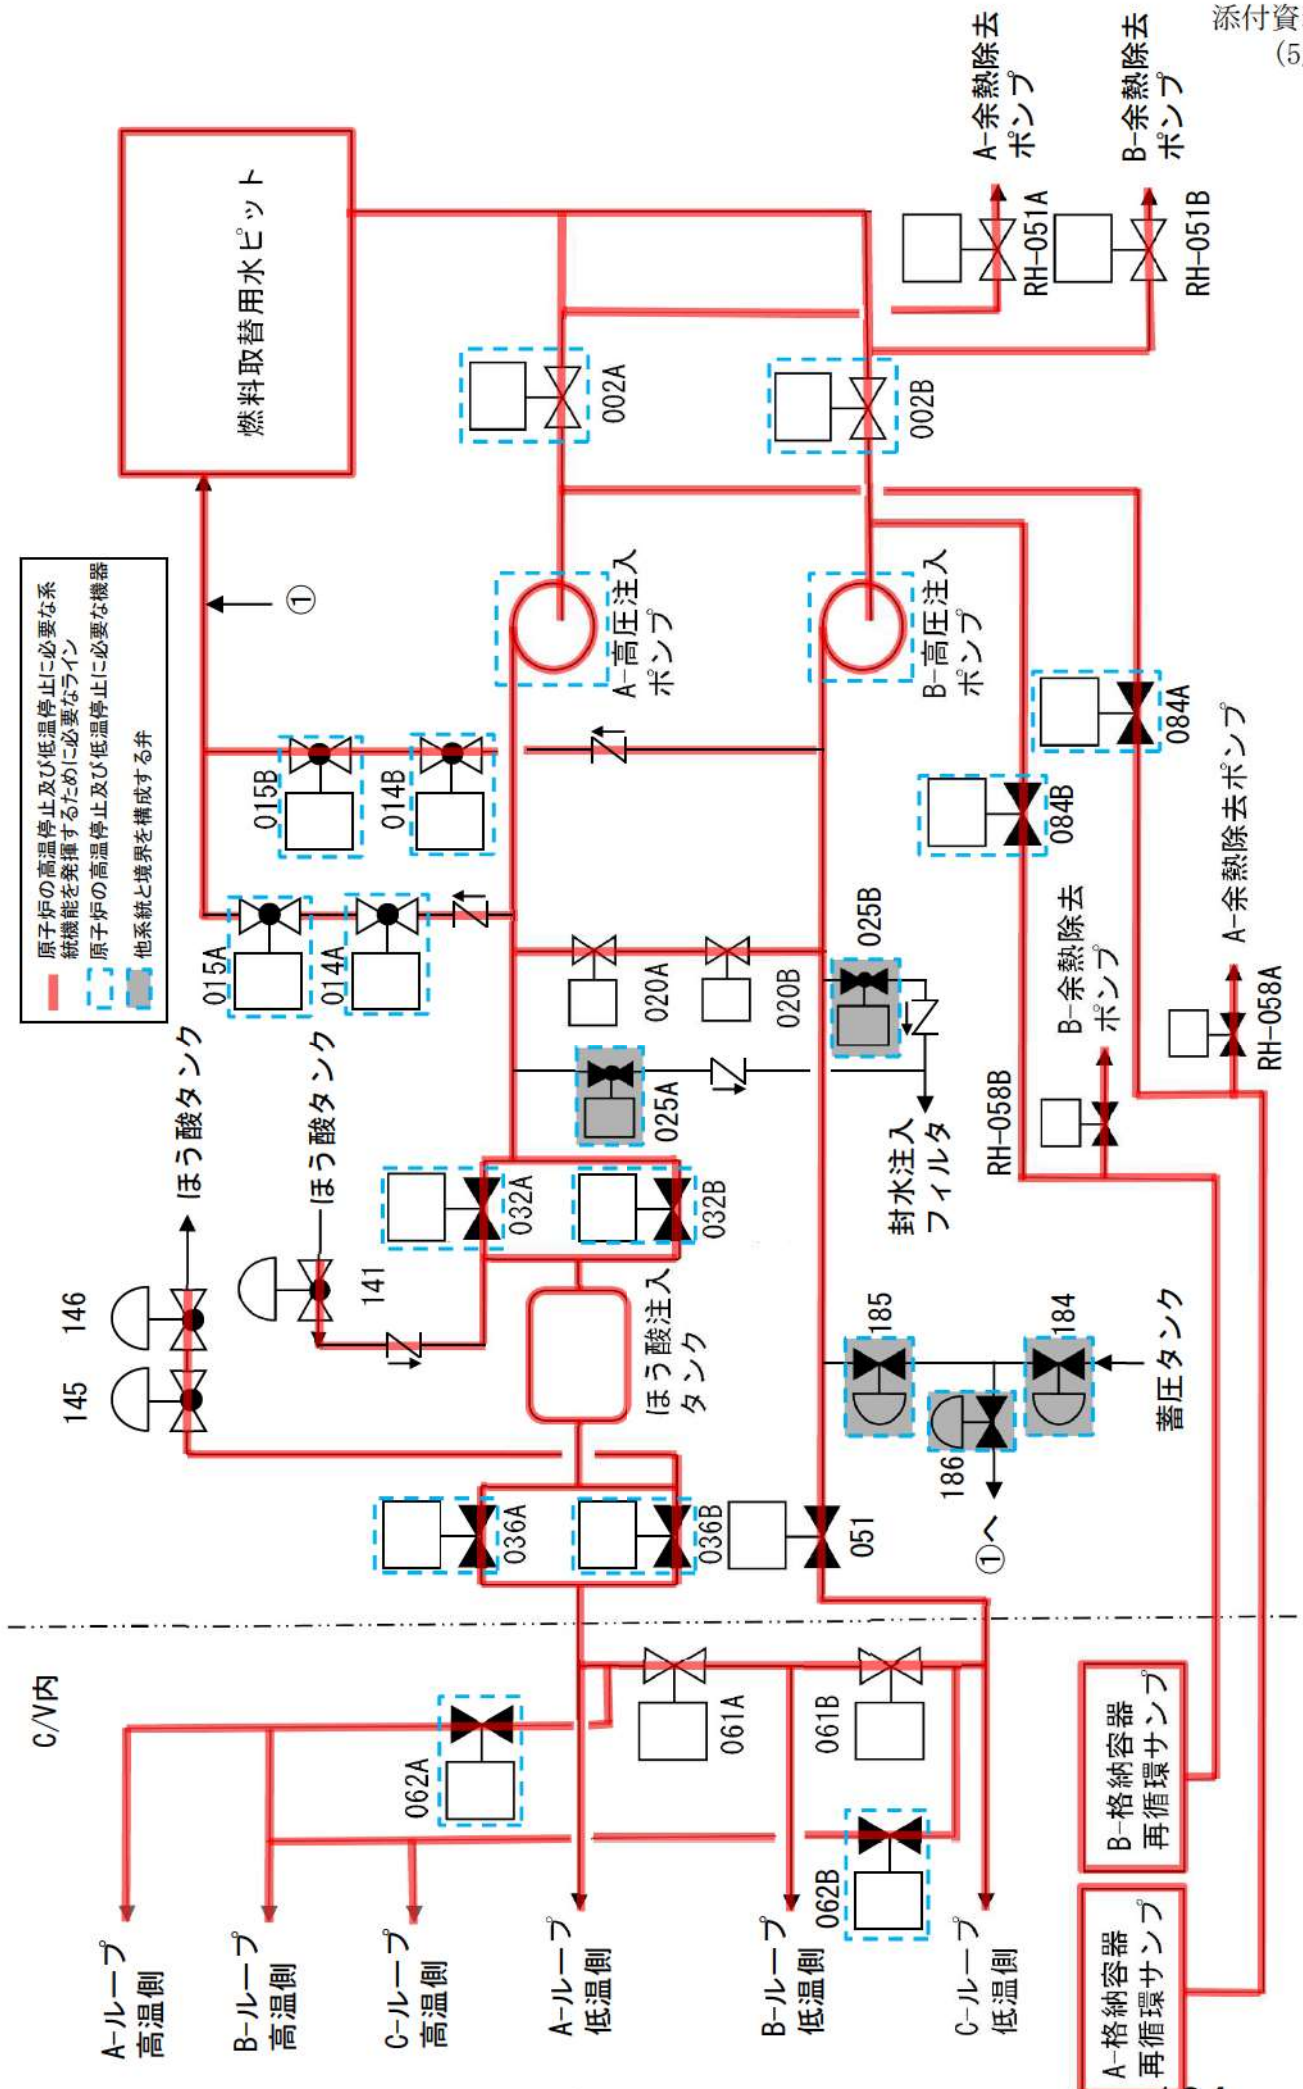 添付資
(5
原子炉の高温停止及び低温停止に必要な系
統機能を発揮するために必要なライン
原子炉の高温停止及び低温停止に必要な機器
他系統と境界を構成する弁
燃料取替用水ピット
①
A-余熱除去
ポンプ
RH-051A
B-余熱除去
ポンプ
RH-051B
002A
002B
A-高圧注入
ポンプ
B-高圧注入
ポンプ
015B
014B
015A
014A
084A
084B
020A
020B
025B
025A
A-余熱除去ポンプ
RH-058A
B-余熱除去
ポンプ
RH-058B
封水注入
フィルタ
ほう酸タンク
ほう酸タンク
146
145
141
032A
032B
ほう酸注入
タンク
185
184
186
蓄圧タンク
①へ
036A
036B
051
C/V内
062A
061A
061B
062B
A-ループ
高温側
B-ループ
高温側
C-ループ
高温側
A-ループ
低温側
B-ループ
低温側
C-ループ
低温側
B-格納容器
再循環サンプ
A-格納容器
再循環サンプ